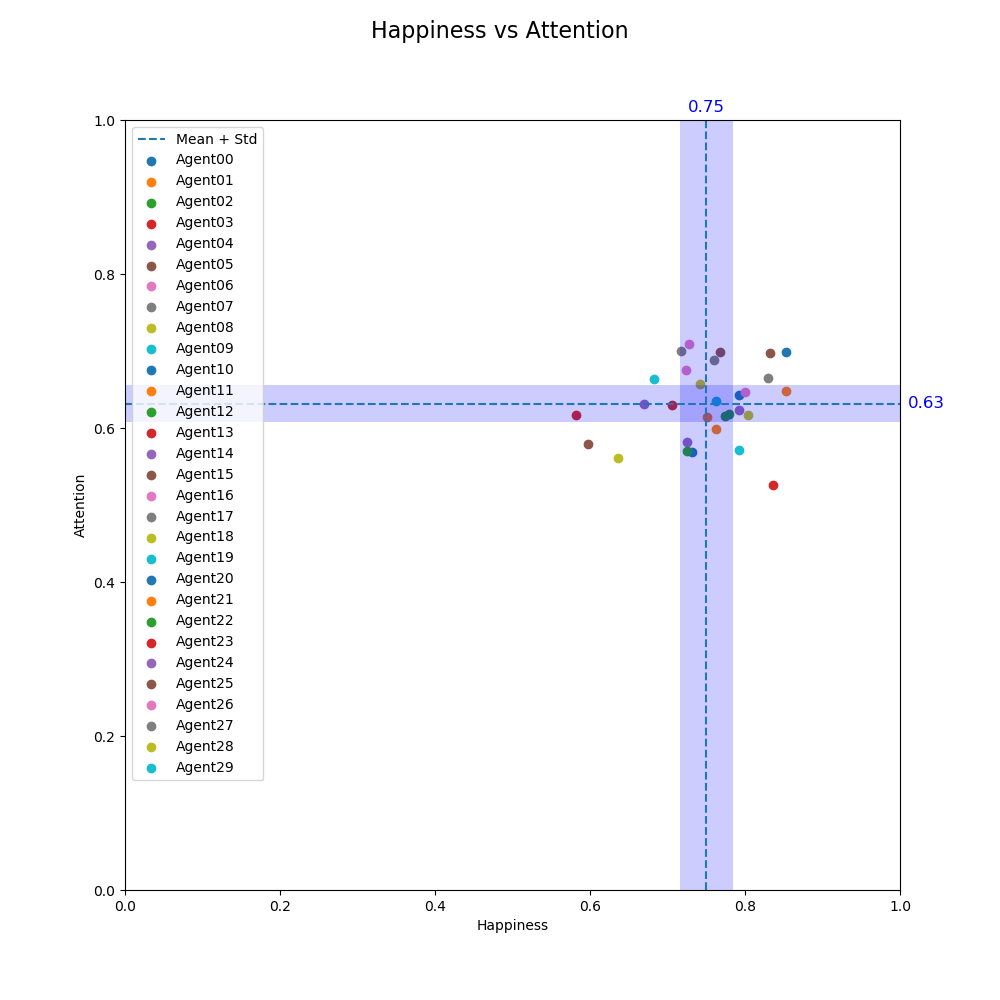 Happiness vs Attention
0.75
1.0
0.8
0.6
0.4
0.2
0.0
Attention
Mean + Std
Agent00
Agent01
Agent02
Agent03
Agent04
Agent05
Agent06
Agent07
Agent08
Agent09
Agent10
Agent11
Agent12
Agent13
Agent14
Agent15
Agent16
Agent17
Agent18
Agent19
Agent20
Agent21
Agent22
Agent23
Agent24
Agent25
Agent26
Agent27
Agent28
Agent29
0.63
0.0 0.2 0.4 0.6 0.8 1.0
Happiness